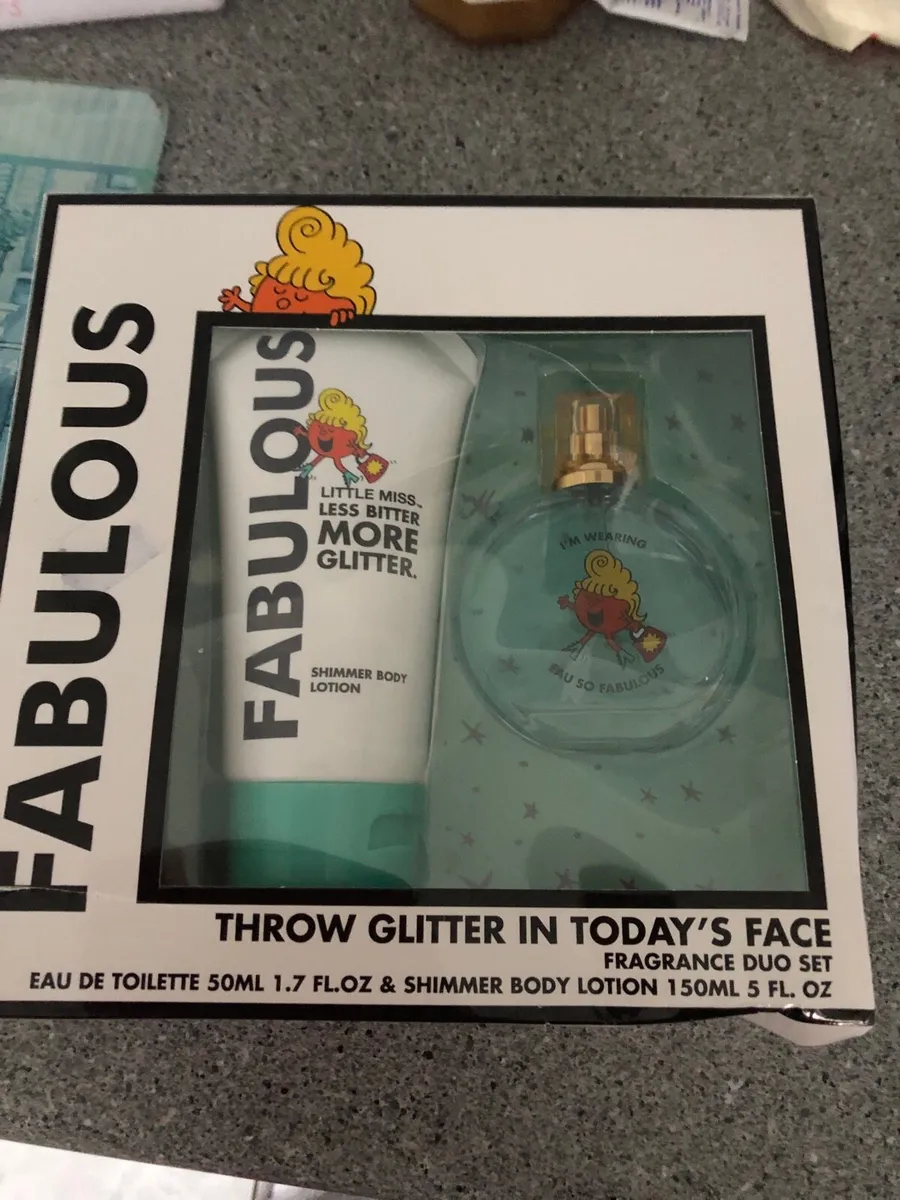 FABULOUS
FABULOUS
LITTLE MISS
LESS BITTER
MORE
GLITTER.
SHIMMER BODY
LOTION
I'M WEARING
EAU SO FABULOUS
THROW GLITTER IN TODAY'S FACE
FRAGRANCE DUO SET
EAU DE TOILETTE 50ML 1.7 FL.OZ & SHIMMER BODY LOTION 150ML 5 FL. OZ